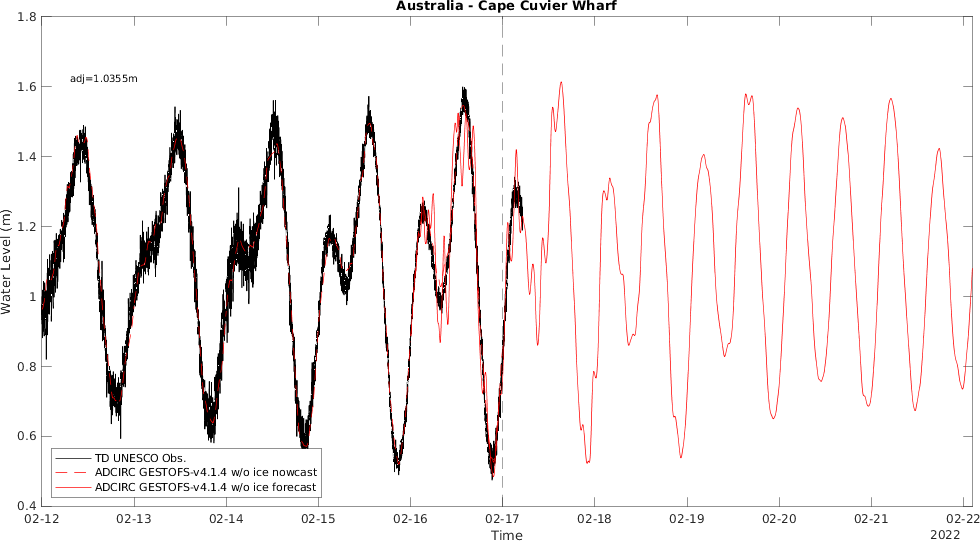 Australia - Cape Cuvier Wharf
1.8
1.6
1.4
1.2
1
0.8
0.6
0.4
Water Level (m)
adj=1.0355m
TD UNESCO Obs.
ADCIRC GESTOFS-v4.1.4 w/o ice nowcast
ADCIRC GESTOFS-v4.1.4 w/o ice forecast
02-12 02-13 02-14 02-15 02-16 02-17 02-18 02-19 02-20 02-21 02-22
Time
2022